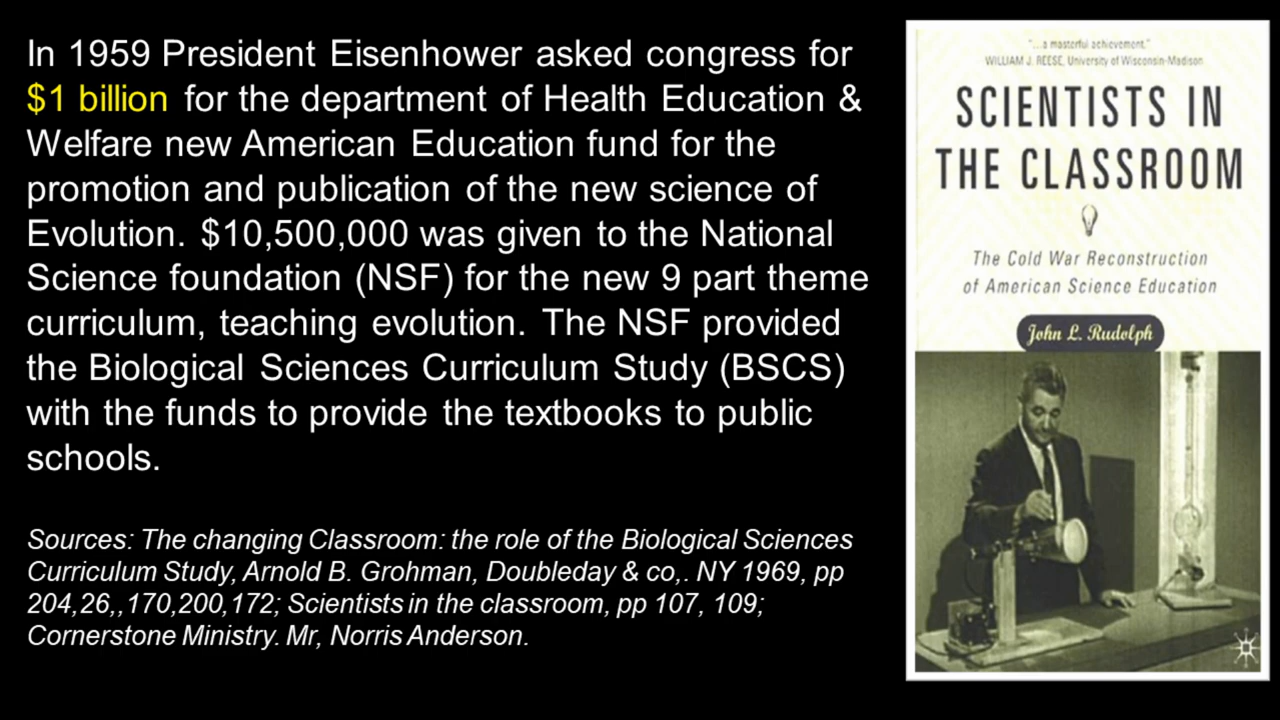 In 1959 President Eisenhower asked congress for
$1 billion for the department of Health Education &
Welfare new American Education fund for the
promotion and publication of the new science of
Evolution. $10,500,000 was given to the National
Science foundation (NSF) for the new 9 part theme
curriculum, teaching evolution. The NSF provided
the Biological Sciences Curriculum Study (BSCS)
with the funds to provide the textbooks to public
schools.
Sources: The changing Classroom: the role of the Biological Sciences
Curriculum Study, Arnold B. Grohman, Doubleday & co,. NY 1969, pp
204,26,,170,200,172; Scientists in the classroom, pp 107, 109;
Cornerstone Ministry. Mr, Norris Anderson.
"...a masterful achievement."
WILLIAM J. REESE, University of Wisconsin-Madison
SCIENTISTS IN
THE CLASSROOM
The Cold War Reconstruction
of American Science Education
John L. Rudolph